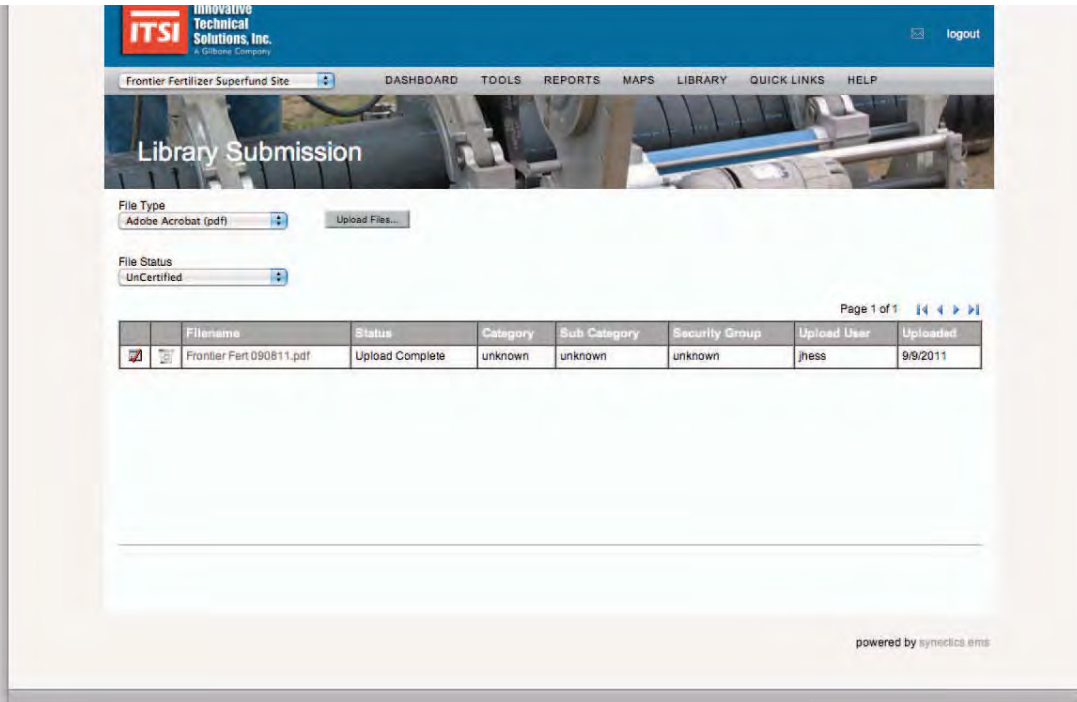 Innovative
ITSI Technical
Solutions, Inc.
A Gilbane Company
logout
Frontier Fertilizer Superfund Site DASHBOARD TOOLS REPORTS MAPS LIBRARY QUICK LINKS HELP
Library Submission
File Type
Adobe Acrobat (pdf) Upload Files...
File Status
UnCertified
Page 1 of 1
Filename Status Category Sub Category Security Group Upload User Uploaded
Frontier Fert 090811.pdf Upload Complete unknown unknown unknown jhess 9/9/2011
powered by synectics ems